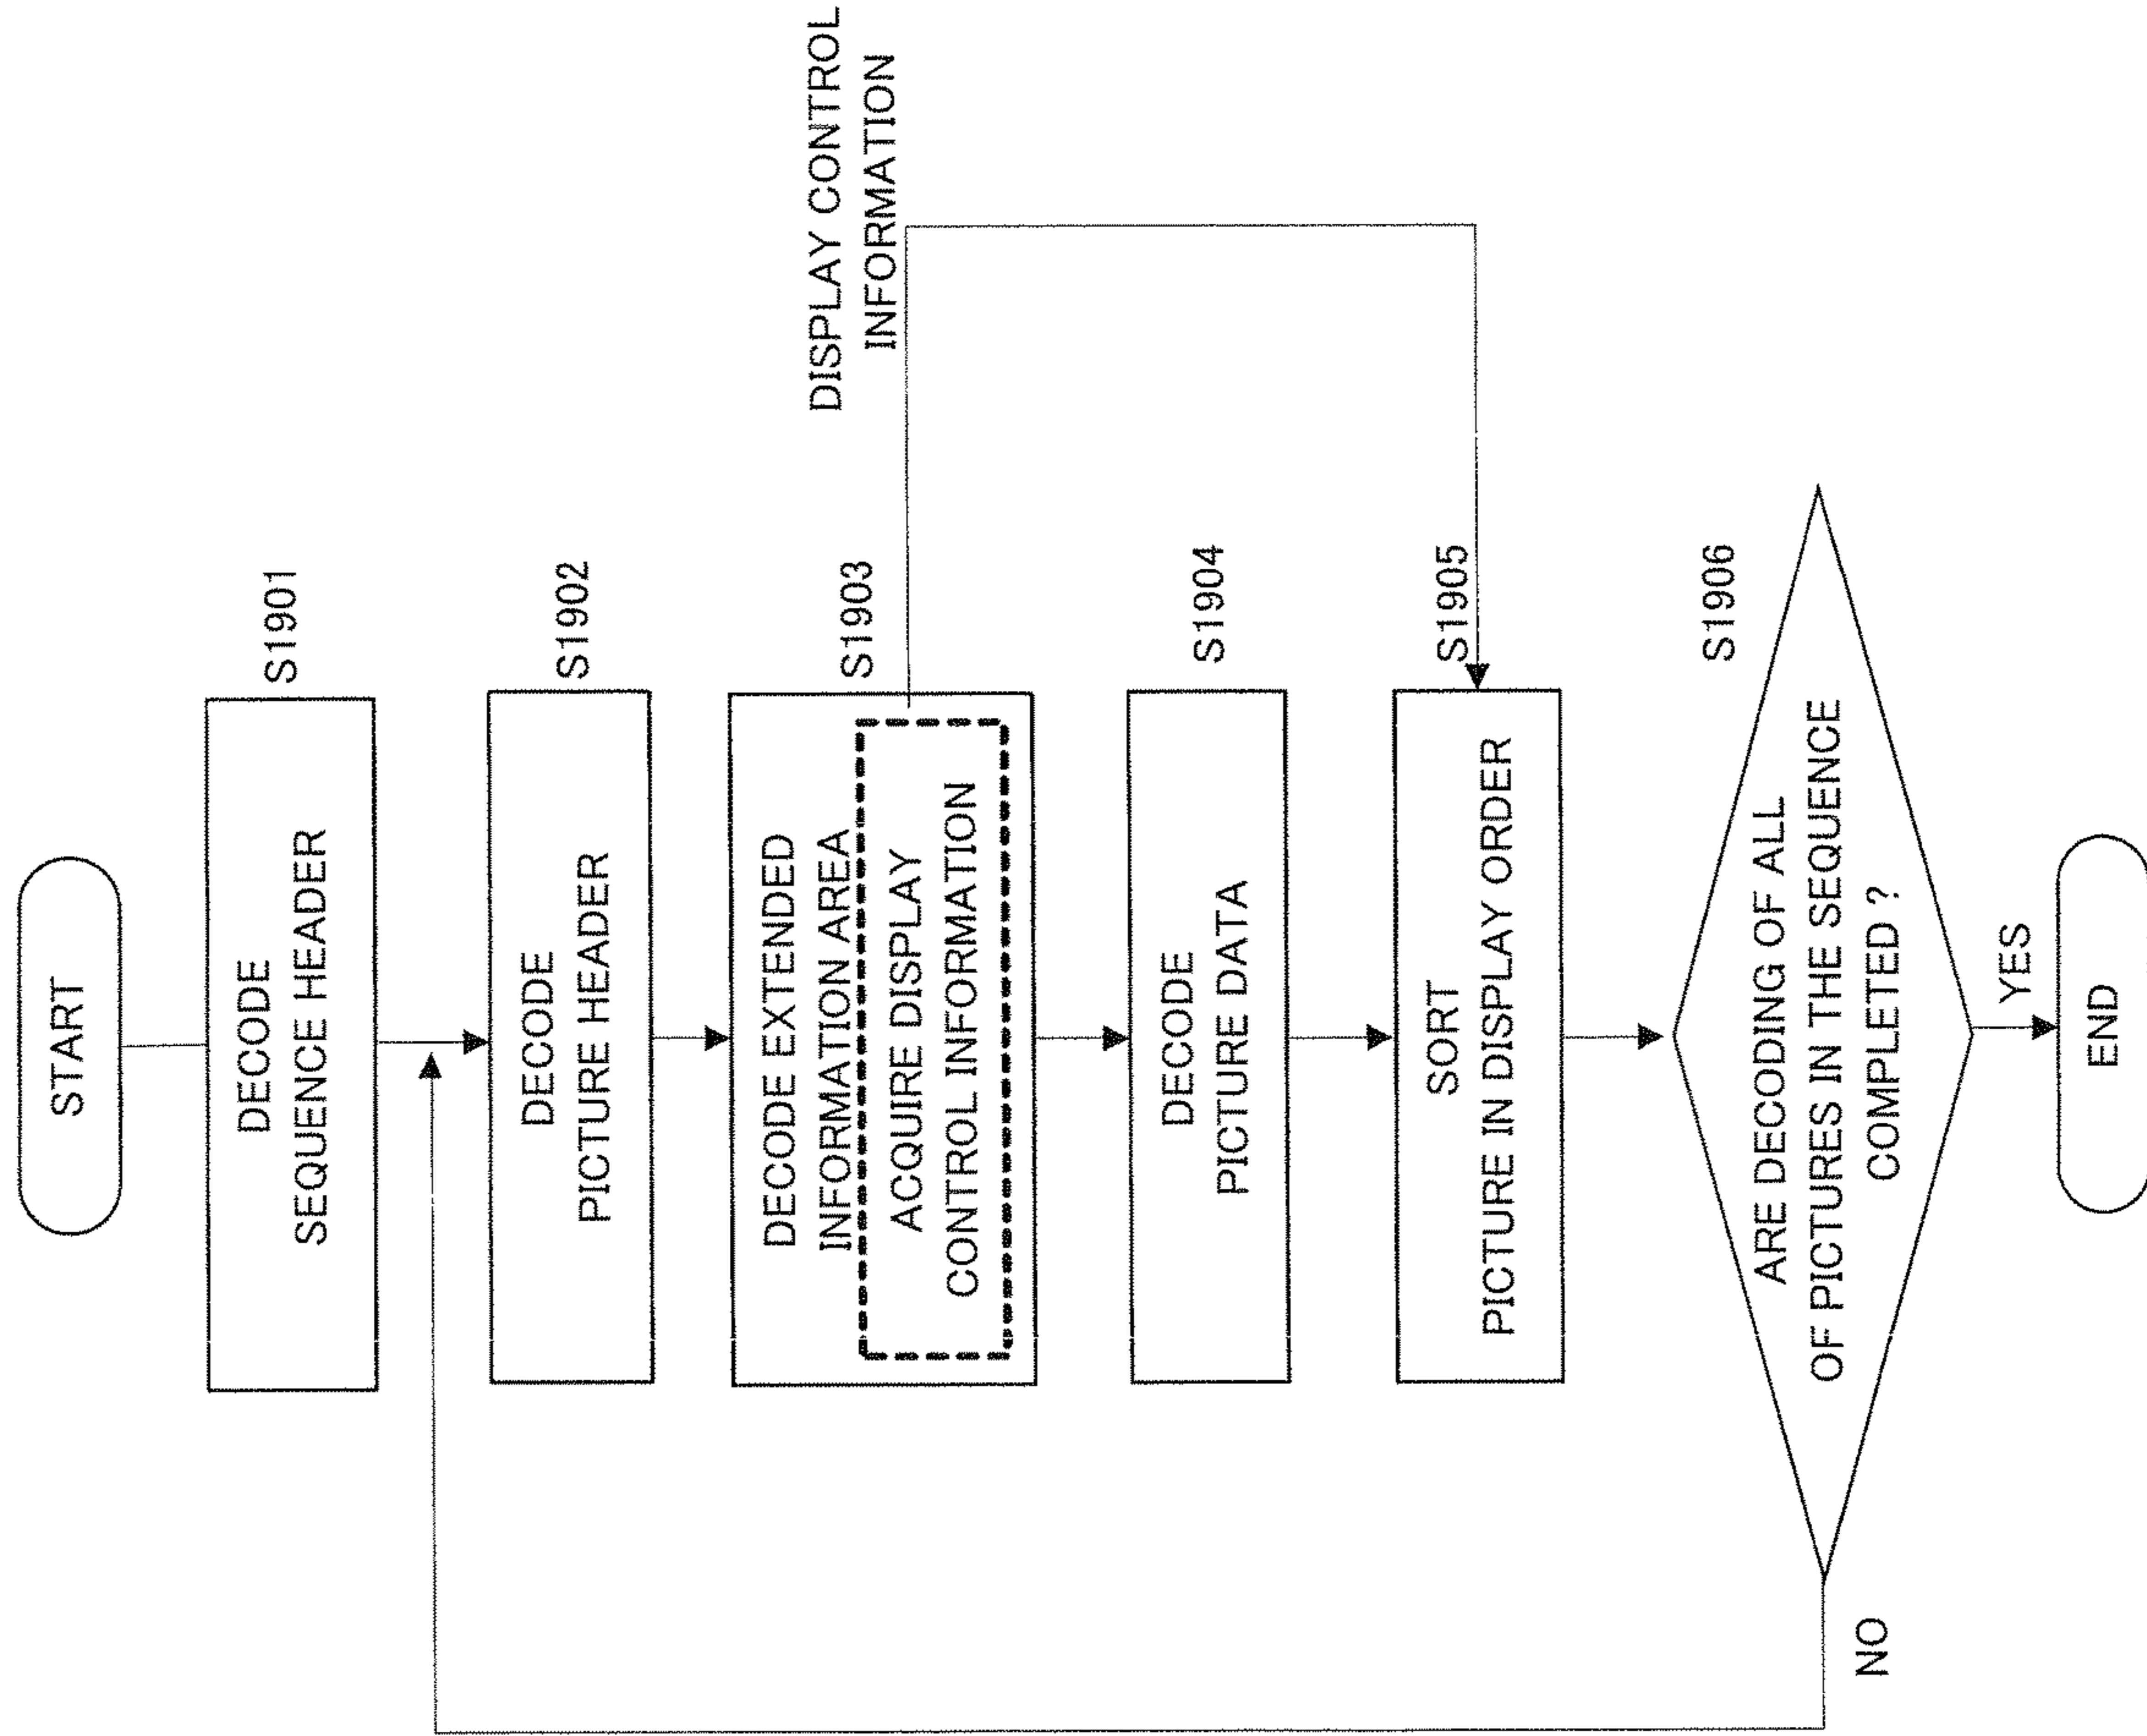 START
DECODE
SEQUENCE HEADER
S1901
DECODE
PICTURE HEADER
S1902
DECODE EXTENDED
INFORMATION AREA
ACQUIRE DISPLAY
CONTROL INFORMATION
S1903
DISPLAY CONTROL
INFORMATION
DECODE
PICTURE DATA
S1904
SORT
PICTURE IN DISPLAY ORDER
S1905
ARE DECODING OF ALL
OF PICTURES IN THE SEQUENCE
COMPLETED ?
S1906
NO
YES
END